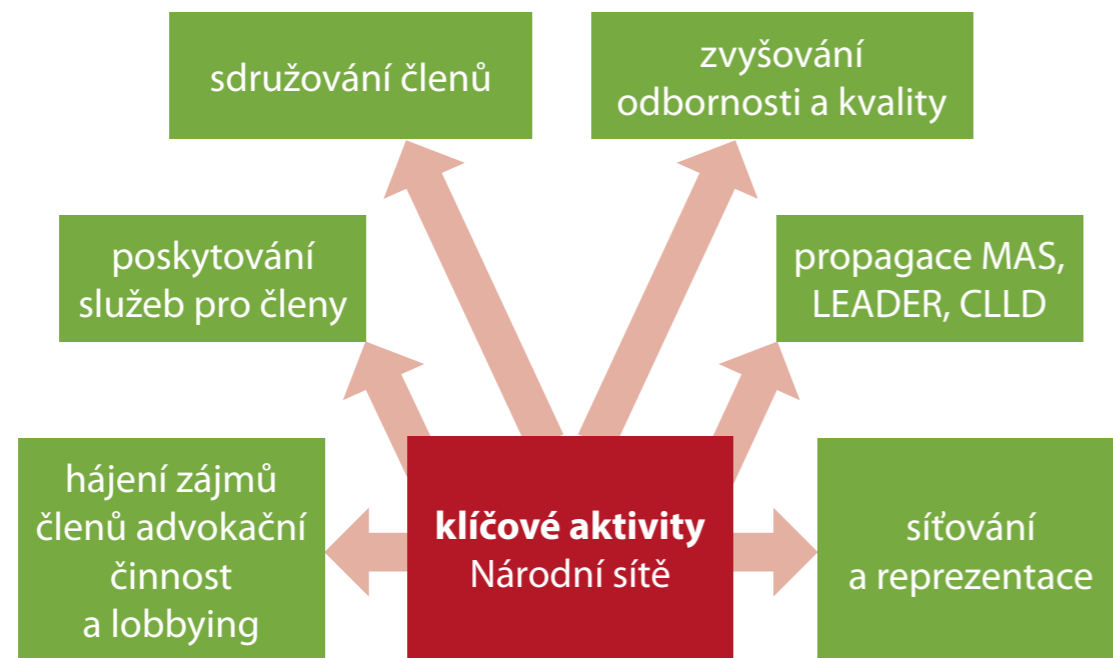 sdružování členů
zvyšování
odbornosti a kvality
poskytování
služeb pro členy
propagace MAS,
LEADER, CLLD
hájení zájmů
členů advokační
činnost
a lobbying
klíčové aktivity
Národní sítě
síťování
a reprezentace